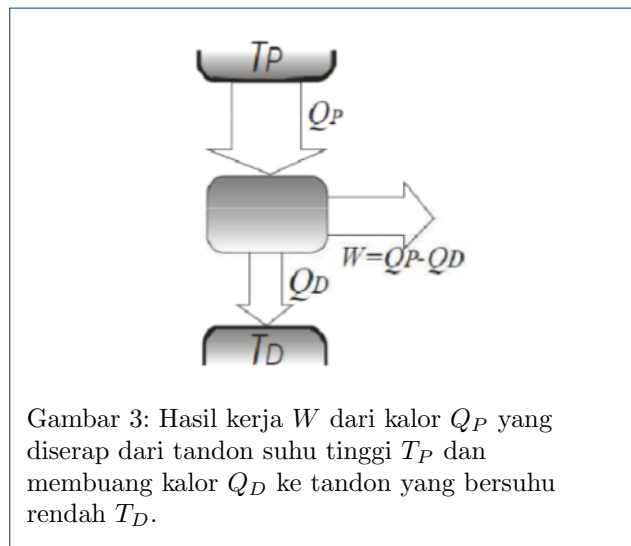 TP
QP
W=QP-QD
QD
TD
Gambar 3: Hasil kerja W dari kalor QP yang
diserap dari tandon suhu tinggi TP dan
membuang kalor QD ke tandon yang bersuhu
rendah TD.